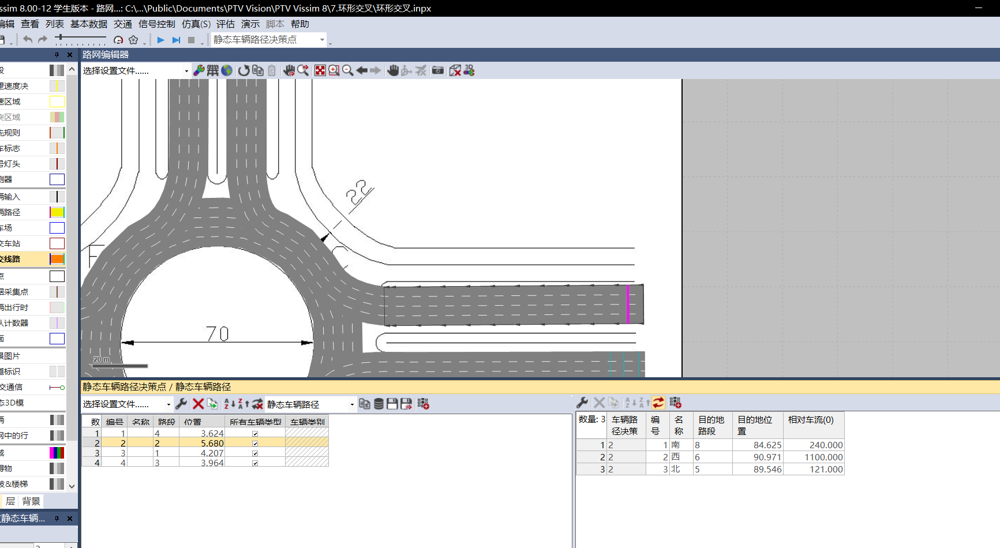 ssim 8.00-12 学生版本 - 路网...: C:\...\Public\Documents\PTV Vision\PTV Vissim 8\7.环形交叉\环形交叉.inpx
编辑 查看 列表 基本数据 交通 信号控制 仿真(S) 评估 演示 脚本 帮助
静态车辆路径决策点
路网编辑器
选择设置文件......
3D
段
望速度决
速区域
突区域
先规则
车标志
号灯头
测器
辆输入
辆路径
车场
交车站
交线路
点
据采集点
辆出行时
队计数器
面
景图片
道标识
交通信
态3D模
辆
网中的行
域
碍物
坡&楼梯
层 背景
静态车辆...
22
F
C
70
20 m
静态车辆路径决策点 / 静态车辆路径
选择设置文件...... 静态车辆路径
数 编号 名称 路段 位置 所有车辆类型 车辆类别
1 1 4 3.624
2 2 2 5.680
3 3 1 4.207
4 4 3 3.964
数量: 3 车辆路径决策 编号 名称 目的地路段 目的地位置 相对车流(0)
1 2 1 南 8 84.625 240.000
2 2 2 西 6 90.971 1100.000
3 2 3 北 5 89.546 121.000